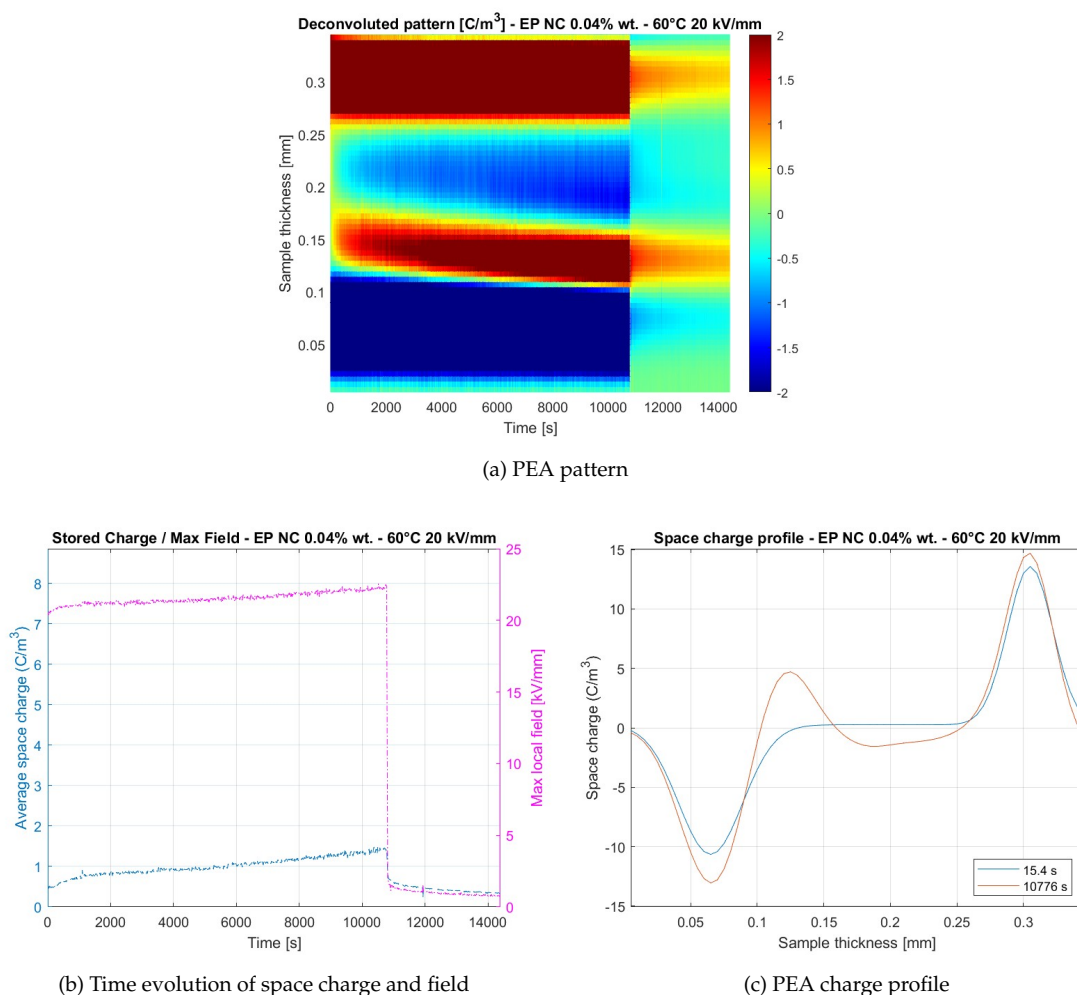 Deconvoluted pattern [C/m³] - EP NC 0.04% wt. - 60°C 20 kV/mm
Sample thickness [mm]
0.3
0.25
0.2
0.15
0.1
0.05
0 2000 4000 6000 8000 10000 12000 14000
Time [s]
2
1.5
1
0.5
0
-0.5
-1
-1.5
-2
(a) PEA pattern
Stored Charge / Max Field - EP NC 0.04% wt. - 60°C 20 kV/mm
Average space charge (C/m³)
8
7
6
5
4
3
2
1
0
0 2000 4000 6000 8000 10000 12000 14000
Time [s]
25
20
15
10
5
0
Max local field [kV/mm]
(b) Time evolution of space charge and field
Space charge profile - EP NC 0.04% wt. - 60°C 20 kV/mm
Space charge (C/m³)
15
10
5
0
-5
-10
-15
0.05 0.1 0.15 0.2 0.25 0.3
Sample thickness [mm]
15.4 s
10776 s
(c) PEA charge profile